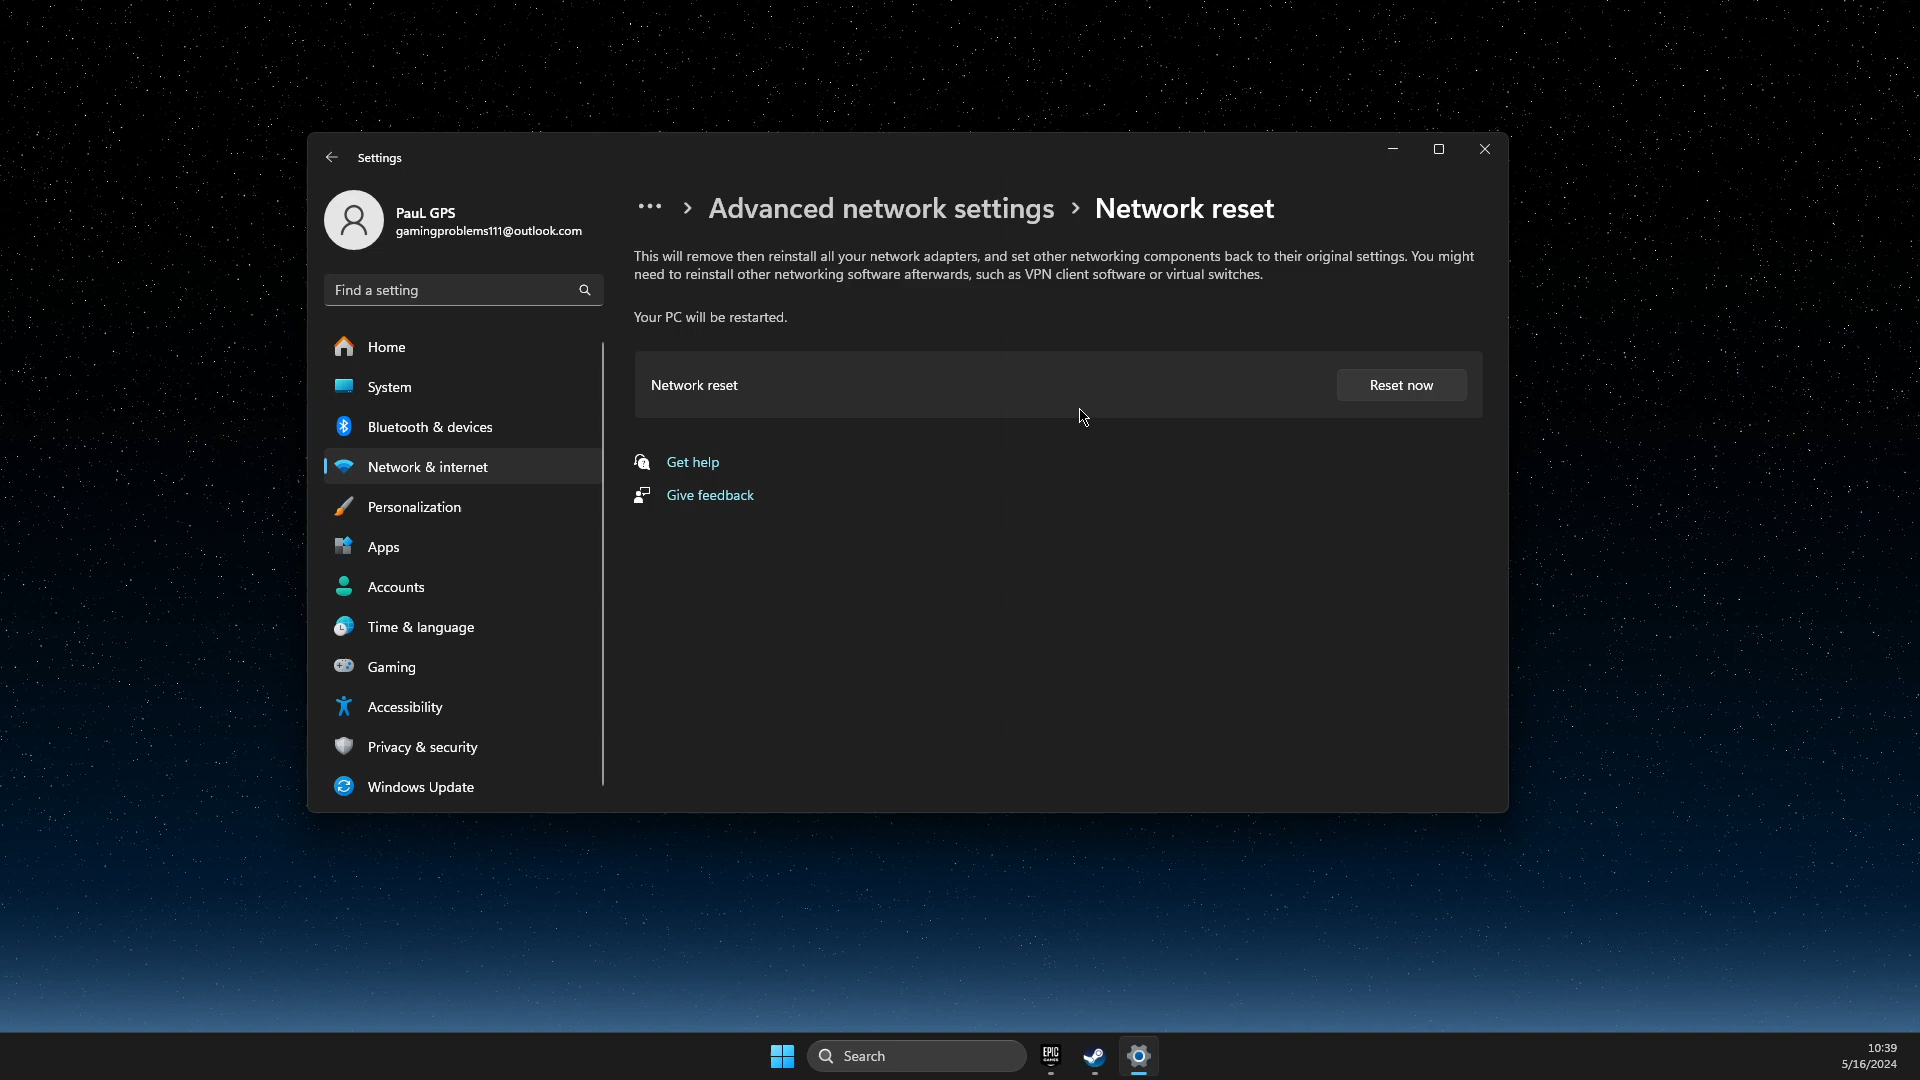 Settings
PauL GPS
gamingproblems111@outlook.com
Find a setting
Home
System
Bluetooth & devices
Network & internet
Personalization
Apps
Accounts
Time & language
Gaming
Accessibility
Privacy & security
Windows Update
··· > Advanced network settings > Network reset
This will remove then reinstall all your network adapters, and set other networking components back to their original settings. You might
need to reinstall other networking software afterwards, such as VPN client software or virtual switches.
Your PC will be restarted.
Network reset
Reset now
Get help
Give feedback
Search
EPIC
GAMES
10:39
5/16/2024